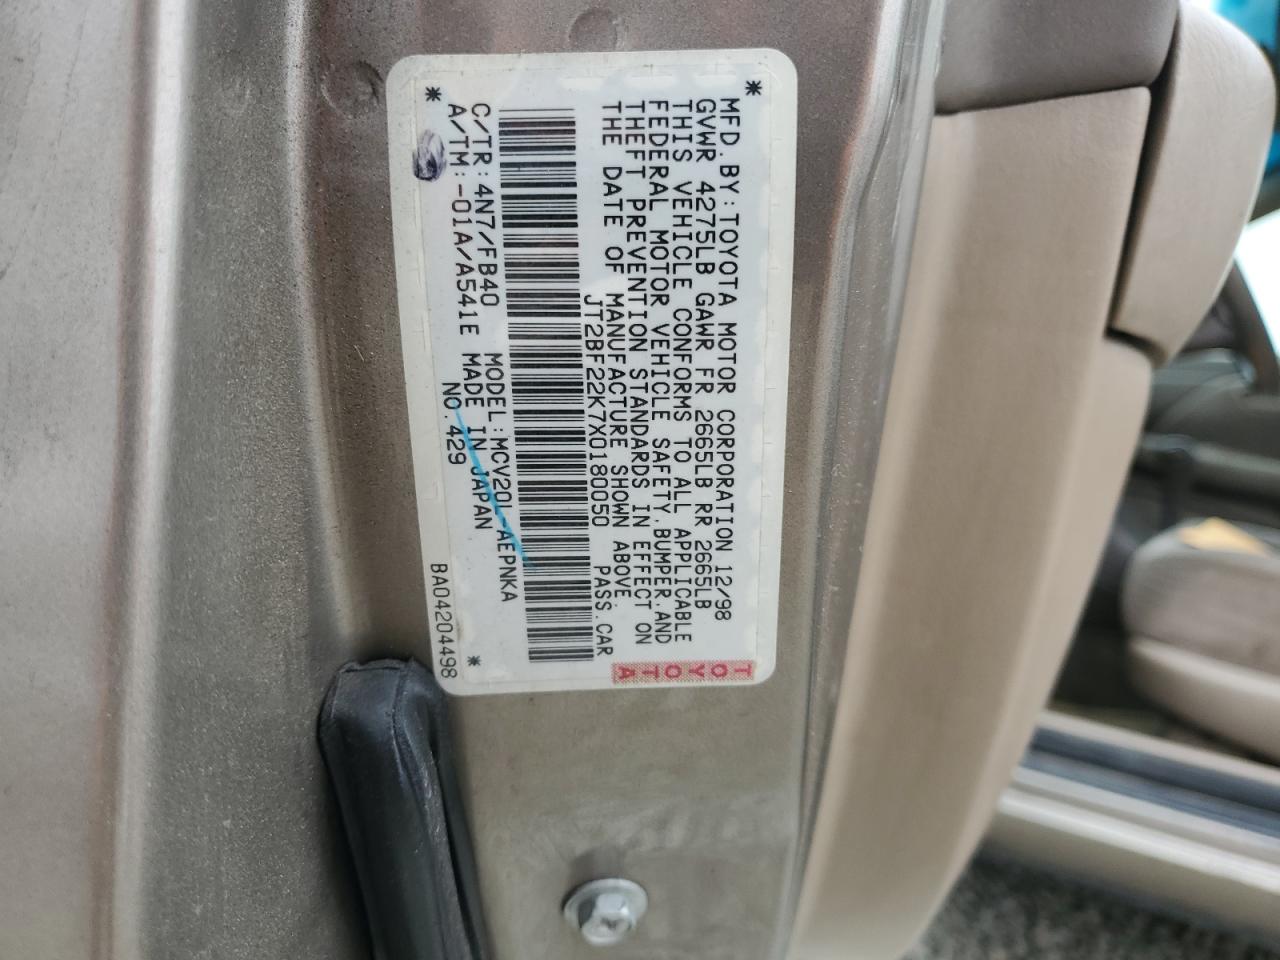 MFD. BY: TOYOTA MOTOR CORPORATION 12/98
GVWR 4275LB GAWR FR 2665LB RR 2665LB
THIS VEHICLE CONFORMS TO ALL APPLICABLE
FEDERAL MOTOR VEHICLE SAFETY, BUMPER, AND
THEFT PREVENTION STANDARDS IN EFFECT ON
THE DATE OF MANUFACTURE SHOWN ABOVE.
JT2BF22K7X0180050 PASS. CAR
C/TR: 4N7/FB40 MODEL: MCV20L-AEPNKA
A/TM: -01A/A541E MADE IN JAPAN
NO. 429
BA04204498
TOYOTA